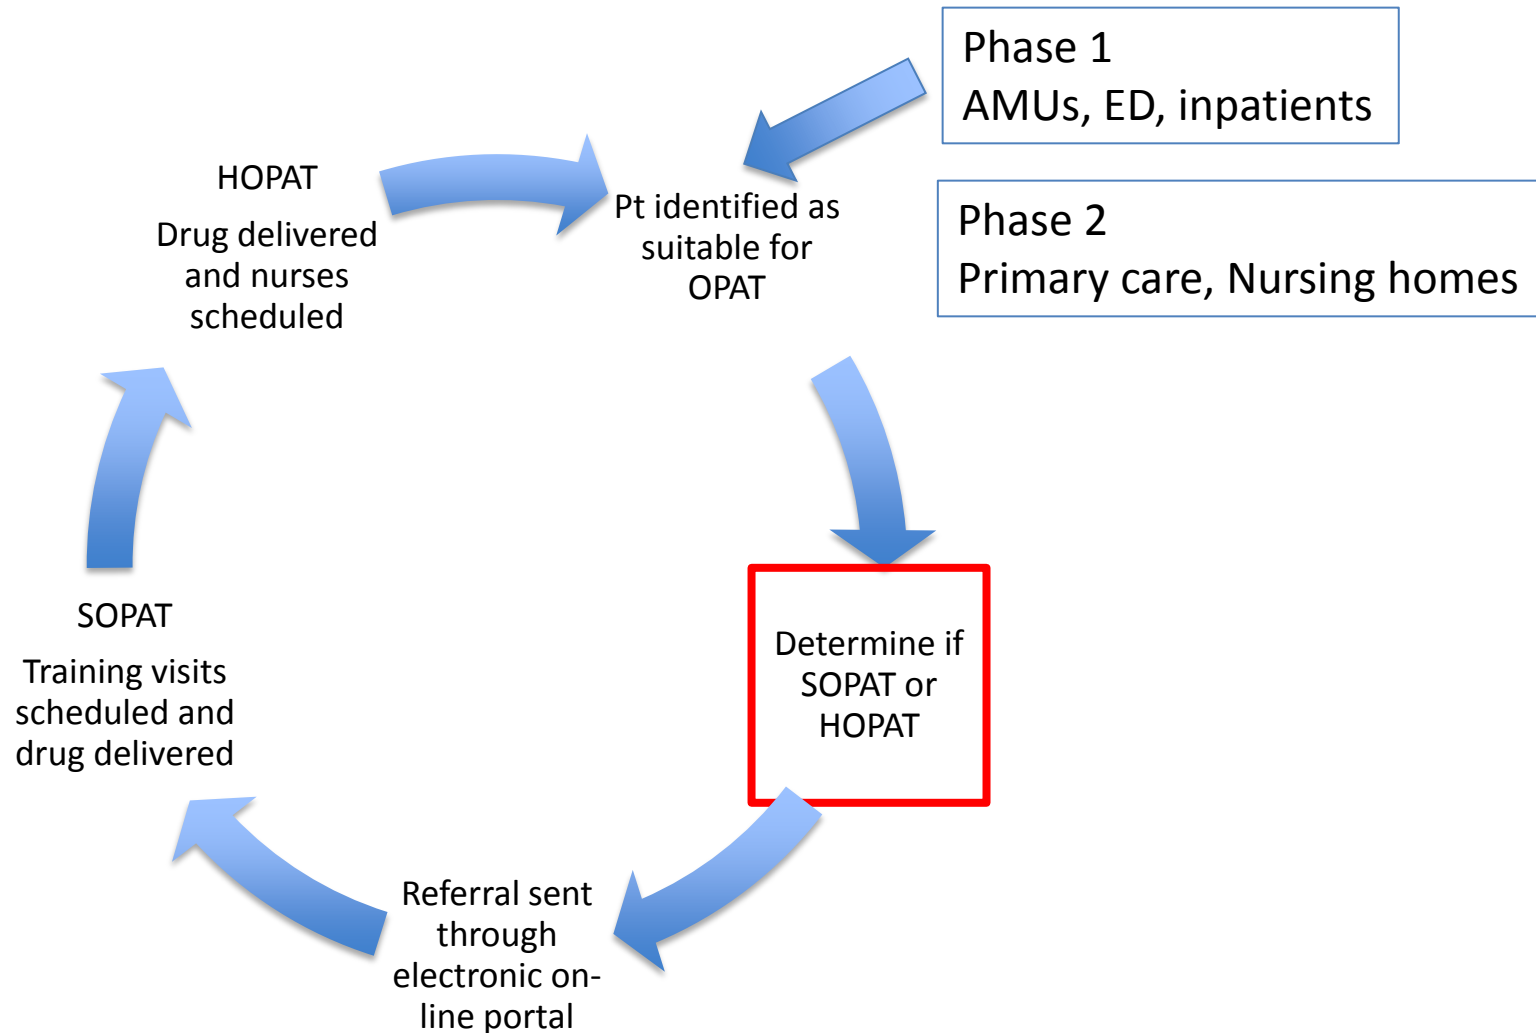 Phase 1
AMUs, ED, inpatients
Phase 2
Primary care, Nursing homes
Pt identified as
suitable for
OPAT
Determine if
SOPAT or
HOPAT
Referral sent
through
electronic on-
line portal
SOPAT
Training visits
scheduled and
drug delivered
HOPAT
Drug delivered
and nurses
scheduled